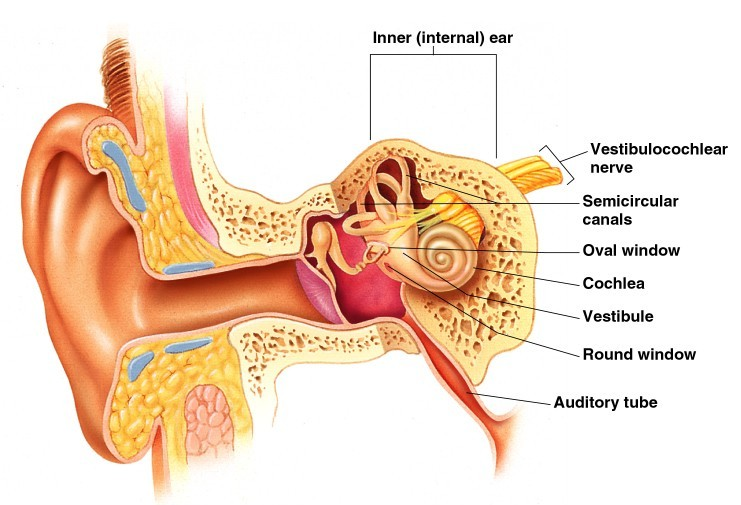 Inner (internal) ear
Vestibulocochlear
nerve
Semicircular
canals
Oval window
Cochlea
Vestibule
Round window
Auditory tube